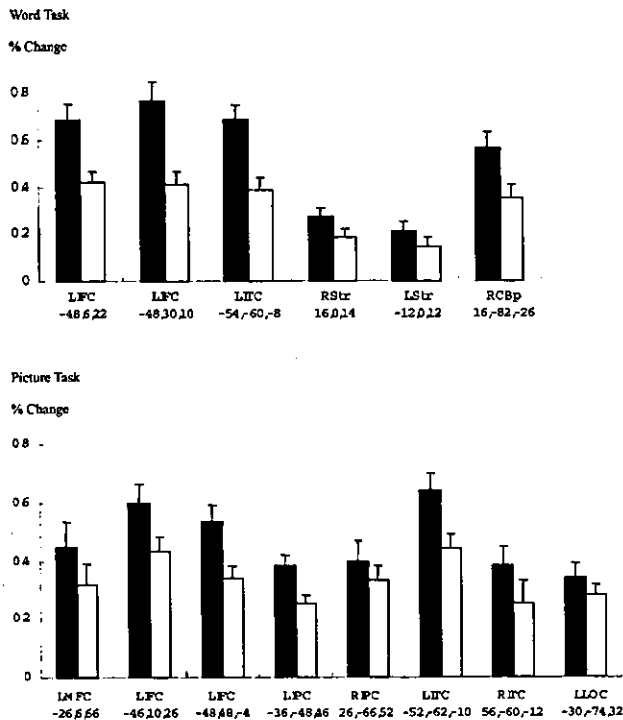 Word Task
% Change
0.8
0.6
0.4
0.2
0
LIFC LIFC LITC RStr LStr RCBp
-48,6,22 -48,30,10 -54,-60,-8 16,0,14 -12,0,12 16,-82,-26
Picture Task
% Change
0.8
0.6
0.4
0.2
0
LMFC LIFC LIFC LIPC RIPC LITC RITC LLOC
-26,6,66 -46,10,26 -48,48,-4 -36,-48,46 26,-66,52 -52,-62,-10 56,-60,-12 -30,-74,32